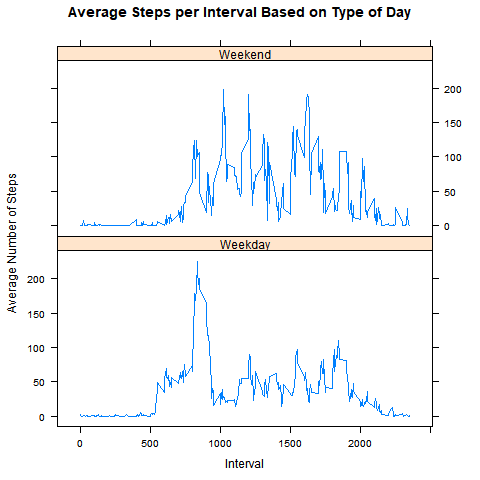 Average Steps per Interval Based on Type of Day
Weekend
200
150
100
50
0
Weekday
200
150
100
50
0
Average Number of Steps
0 500 1000 1500 2000
Interval